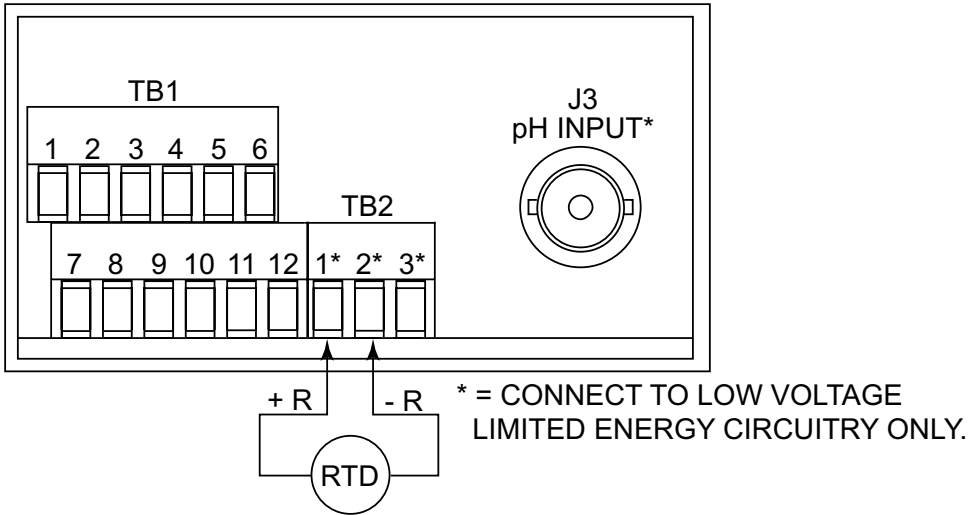 TB1
1 2 3 4 5 6
J3
pH INPUT*
TB2
7 8 9 10 11 12 1* 2* 3*
+ R
- R
RTD
* = CONNECT TO LOW VOLTAGE
LIMITED ENERGY CIRCUITRY ONLY.